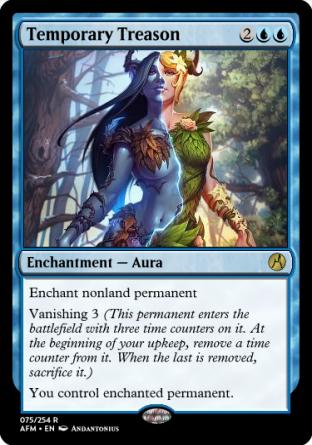 Temporary Treason 2
Enchantment — Aura
Enchant nonland permanent
Vanishing 3 (This permanent enters the
battlefield with three time counters on it. At
the beginning of your upkeep, remove a time
counter from it. When the last is removed,
sacrifice it.)
You control enchanted permanent.
075/254 R
AFM • EN Andantonius